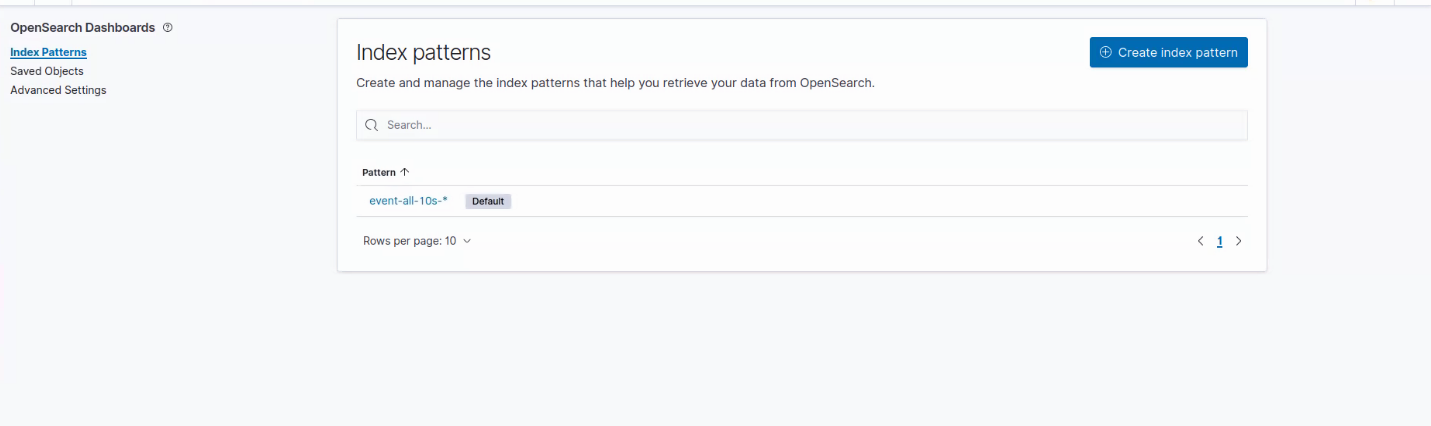 OpenSearch Dashboards
Index Patterns
Saved Objects
Advanced Settings
Index patterns
Create index pattern
Create and manage the index patterns that help you retrieve your data from OpenSearch.
Search...
Pattern
event-all-10s-* Default
Rows per page: 10
1